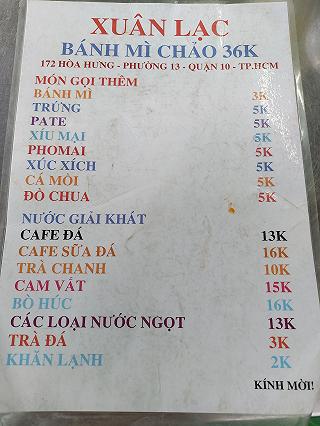 XUÂN LẠC
BÁNH MÌ CHẢO 36K
172 HÒA HƯNG - PHƯỜNG 13 - QUẬN 10 - TP.HCM
MÓN GỌI THÊM
BÁNH MÌ 3K
TRỨNG 5K
PATE 5K
XÍU MẠI 5K
PHOMAI 5K
XÚC XÍCH 5K
CÁ MÒI 5K
ĐỒ CHUA 5K
NƯỚC GIẢI KHÁT
CAFE ĐÁ 13K
CAFE SỮA ĐÁ 16K
TRÀ CHANH 10K
CAM VẮT 15K
BÒ HÚC 16K
CÁC LOẠI NƯỚC NGỌT 13K
TRÀ ĐÁ 3K
KHĂN LẠNH 2K
KÍNH MỜI!